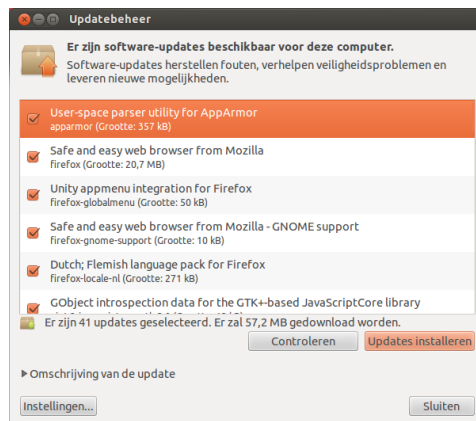 Updatebeheer
Er zijn software-updates beschikbaar voor deze computer.
Software-updates herstellen fouten, verhelpen veiligheidsproblemen en
leveren nieuwe mogelijkheden.
User-space parser utility for AppArmor
apparmor (Grootte: 357 kB)
Safe and easy web browser from Mozilla
firefox (Grootte: 20,7 MB)
Unity appmenu integration for Firefox
firefox-globalmenu (Grootte: 50 kB)
Safe and easy web browser from Mozilla - GNOME support
firefox-gnome-support (Grootte: 10 kB)
Dutch; Flemish language pack for Firefox
firefox-locale-nl (Grootte: 271 kB)
GObject introspection data for the GTK+-based JavaScriptCore library
Er zijn 41 updates geselecteerd. Er zal 57,2 MB gedownload worden.
Controleren
Updates installeren
Omschrijving van de update
Instellingen...
Sluiten